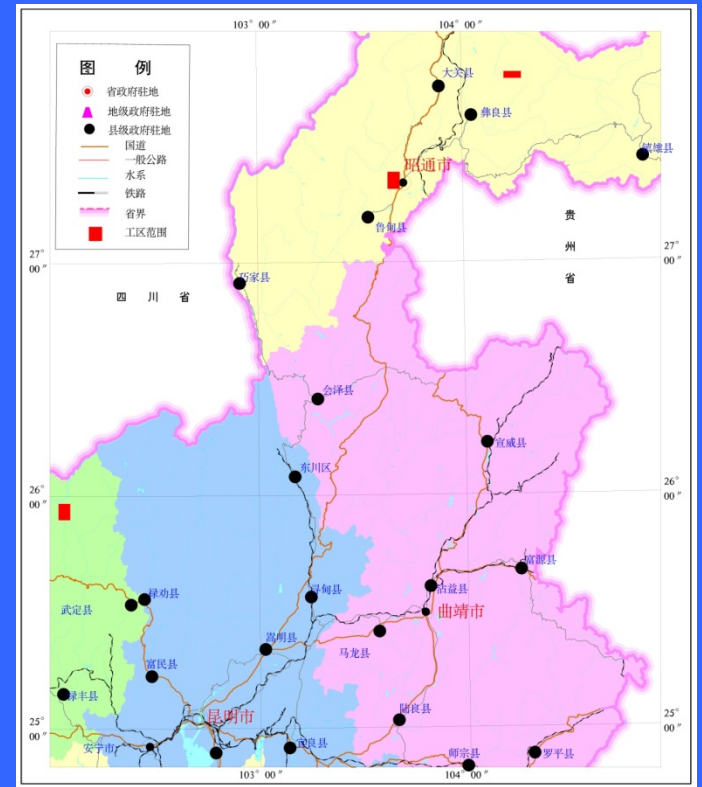 103° 00″
104° 00″
图 例
省政府驻地
地级政府驻地
县级政府驻地
国道
一般公路
水系
铁路
省界
工区范围
大关县
彝良县
镇雄县
昭通市
鲁甸县
贵州省
27° 00″
27° 00″
巧家县
四川省
会泽县
宣威县
东川区
26° 00″
26° 00″
富源县
寻甸县
沾益县
禄劝县
武定县
曲靖市
嵩明县
马龙县
富民县
禄丰县
陆良县
昆明市
25° 00″
25° 00″
安宁市
宜良县
师宗县
罗平县
103° 00″
104° 00″